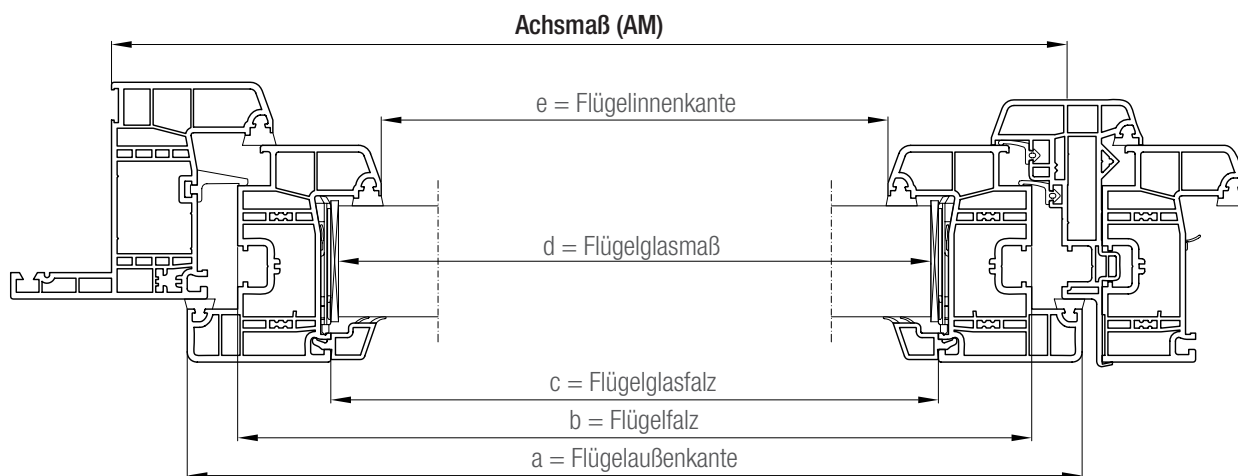 Achsmaß (AM)
e = Flügelinnenkante
d = Flügelglasmaß
c = Flügelglasfalz
b = Flügelfalz
a = Flügelaußenkante